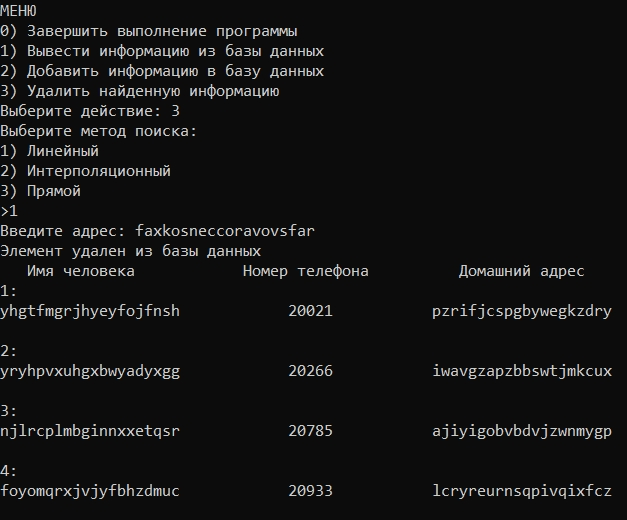 МЕНЮ
0) Завершить выполнение программы
1) Вывести информацию из базы данных
2) Добавить информацию в базу данных
3) Удалить найденную информацию
Выберите действие: 3
Выберите метод поиска:
1) Линейный
2) Интерполяционный
3) Прямой
>1
Введите адрес: faxkosneccoravovsfar
Элемент удален из базы данных
Имя человека Номер телефона Домашний адрес
1:
yhgtfmgrjhyeyfojfnsh 20021 pzrifjcspgbywegkzdry
2:
yryhpvxuhgxbwyadyxgg 20266 iwavgzapzbbswtjmkcux
3:
njlrcplmbginnxxetqsr 20785 ajiyigobvbdvjzwnmygp
4:
foyomqrxjvjyfbhzdmuc 20933 lcryreurnsqpivqixfcz